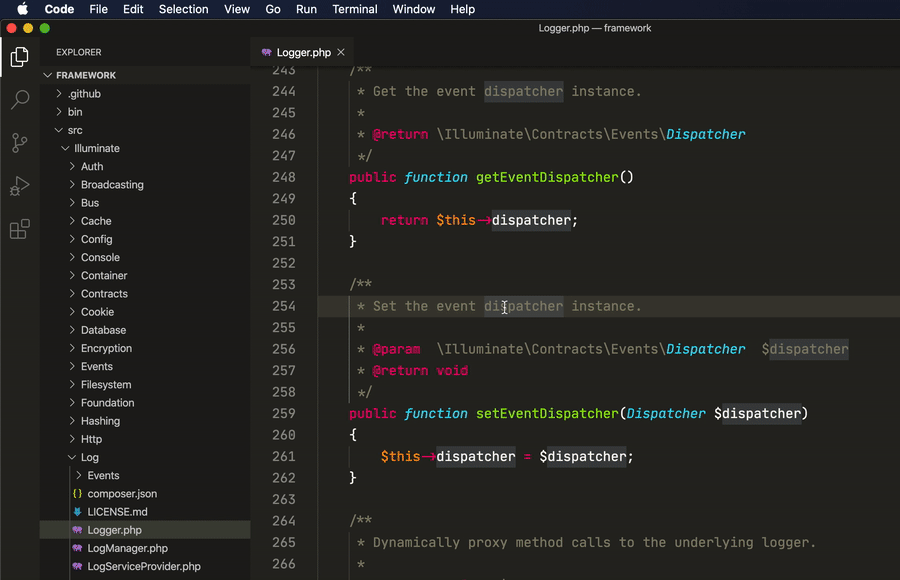 Code File Edit Selection View Go Run Terminal Window Help
Logger.php — framework
EXPLORER
FRAMEWORK
.github
bin
src
Illuminate
Auth
Broadcasting
Bus
Cache
Config
Console
Container
Contracts
Cookie
Database
Encryption
Events
Filesystem
Foundation
Hashing
Http
Log
Events
{} composer.json
LICENSE.md
Logger.php
LogManager.php
LogServiceProvider.php
Logger.php ×
243 /**
244 * Get the event dispatcher instance.
245 *
246 * @return \Illuminate\Contracts\Events\Dispatcher
247 */
248 public function getEventDispatcher()
249 {
250 return $this->dispatcher;
251 }
252
253 /**
254 * Set the event dispatcher instance.
255 *
256 * @param \Illuminate\Contracts\Events\Dispatcher $dispatcher
257 * @return void
258 */
259 public function setEventDispatcher(Dispatcher $dispatcher)
260 {
261 $this->dispatcher = $dispatcher;
262 }
263
264 /**
265 * Dynamically proxy method calls to the underlying logger.
266 *